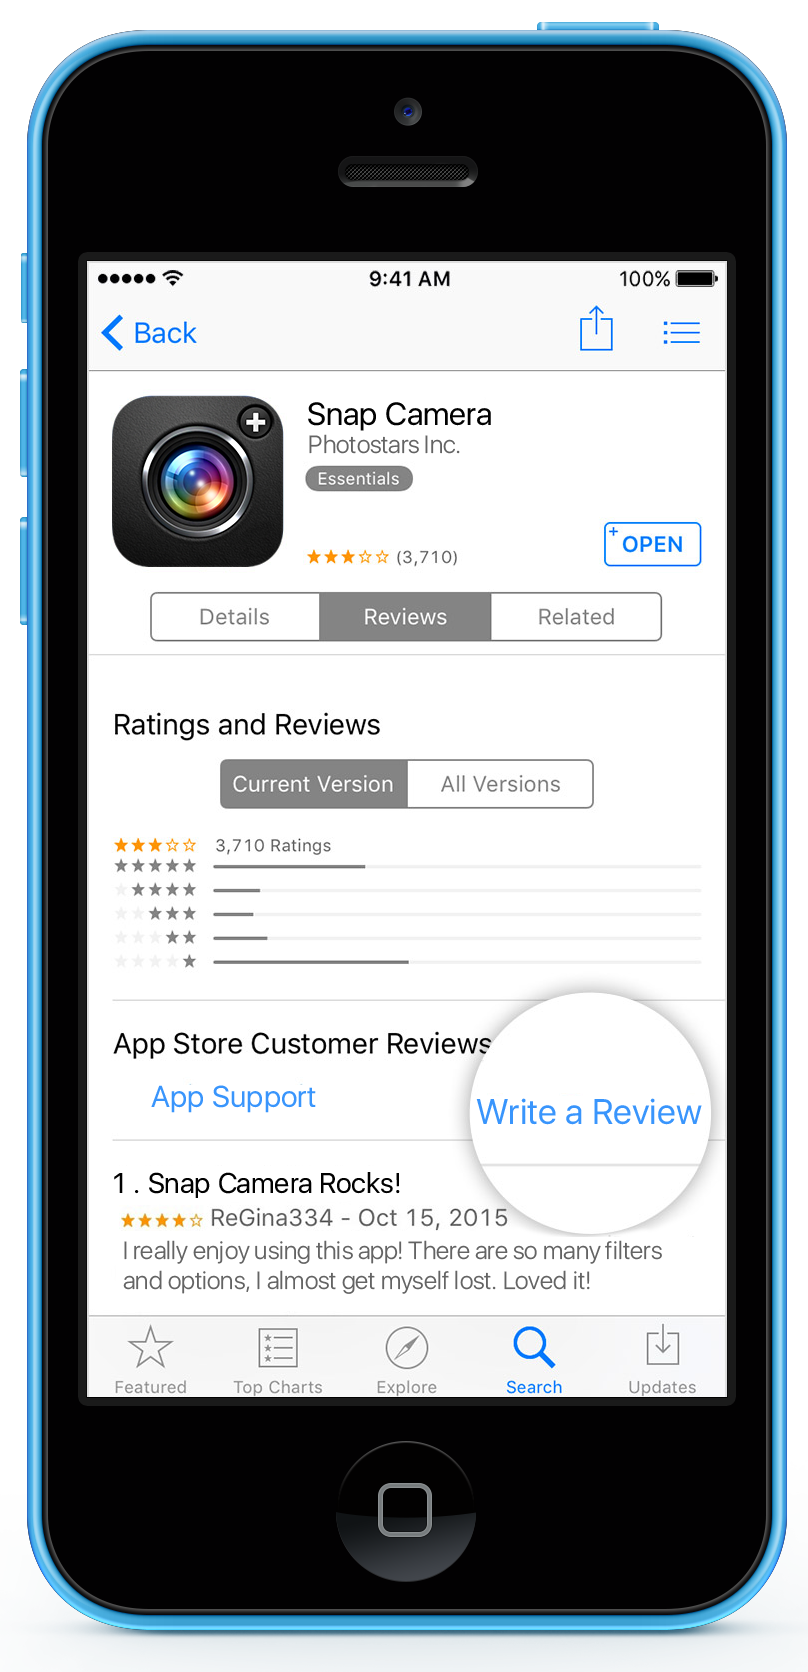 9:41 AM 100%
Back
Snap Camera
Photostars Inc.
Essentials
(3,710)
+ OPEN
Details Reviews Related
Ratings and Reviews
Current Version All Versions
3,710 Ratings
App Store Customer Reviews
App Support
Write a Review
1 . Snap Camera Rocks!
ReGina334 - Oct 15, 2015
I really enjoy using this app! There are so many filters
and options, I almost get myself lost. Loved it!
Featured Top Charts Explore Search Updates